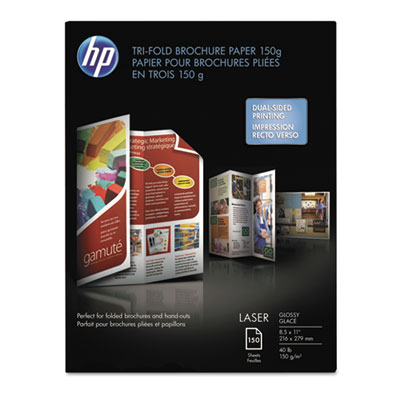 hp
TRI-FOLD BROCHURE PAPER 150g
PAPIER POUR BROCHURES PLIÉES
EN TROIS 150 g
DUAL-SIDED
PRINTING
IMPRESSION
RECTO VERSO
Strategic Marketing
Marketing stratégique
gamuté
Perfect for folded brochures and hand-outs
Parfait pour brochures pliées et papillons
LASER
150
Sheets
Feuilles
GLOSSY
GLACÉ
8.5 x 11"
216 x 279 mm
40 lb
150 g/m²